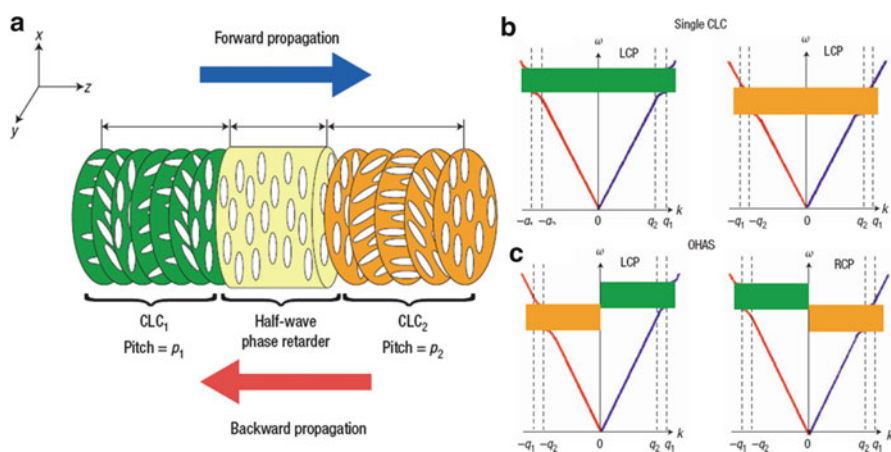 a
x
z
y
Forward propagation
CLC₁
Pitch = p₁
Half-wave
phase retarder
CLC₂
Pitch = p₂
Backward propagation
b
Single CLC
ω
LCP
−q₂
0
q₂
q₁
k
ω
LCP
−q₁
−q₂
0
q₂
q₁
k
c
OHAS
ω
LCP
−q₁
−q₂
0
q₂
q₁
k
ω
RCP
−q₁
−q₂
0
q₂
q₁
k